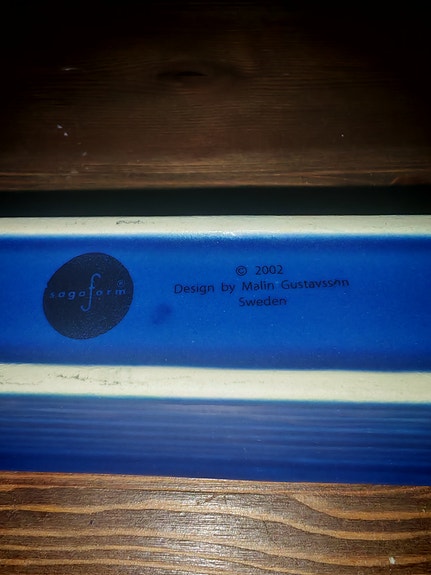 sagaform®
© 2002
Design by Malin Gustavsson
Sweden